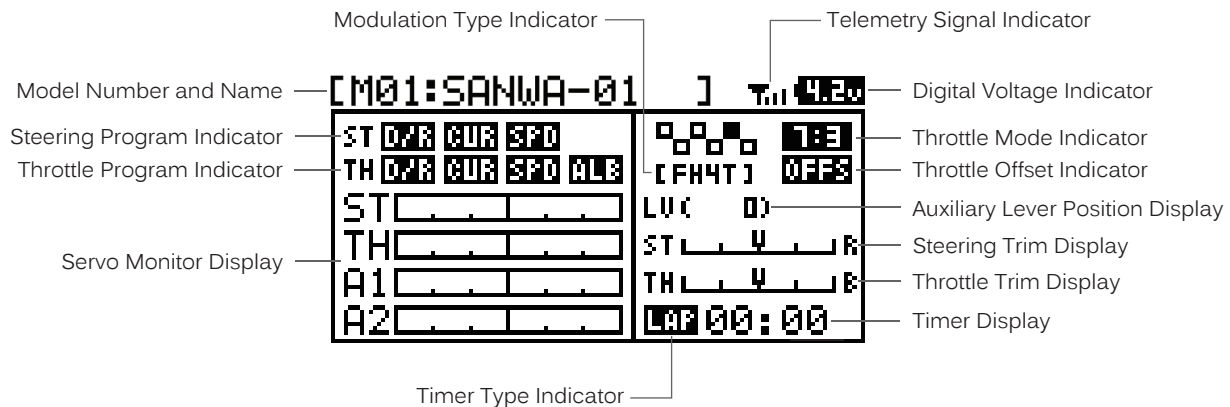 Modulation Type Indicator
Telemetry Signal Indicator
Model Number and Name
[M01:SANWA-01 ]
4.2v
Digital Voltage Indicator
Steering Program Indicator
ST D/R CUR SPD
7:3
Throttle Mode Indicator
Throttle Program Indicator
TH D/R CUR SPD ALB
[FH4T]
OFFS
Throttle Offset Indicator
ST
LV( 0)
Auxiliary Lever Position Display
Servo Monitor Display
TH
ST R
Steering Trim Display
A1
TH B
Throttle Trim Display
A2
LAP 00:00
Timer Display
Timer Type Indicator